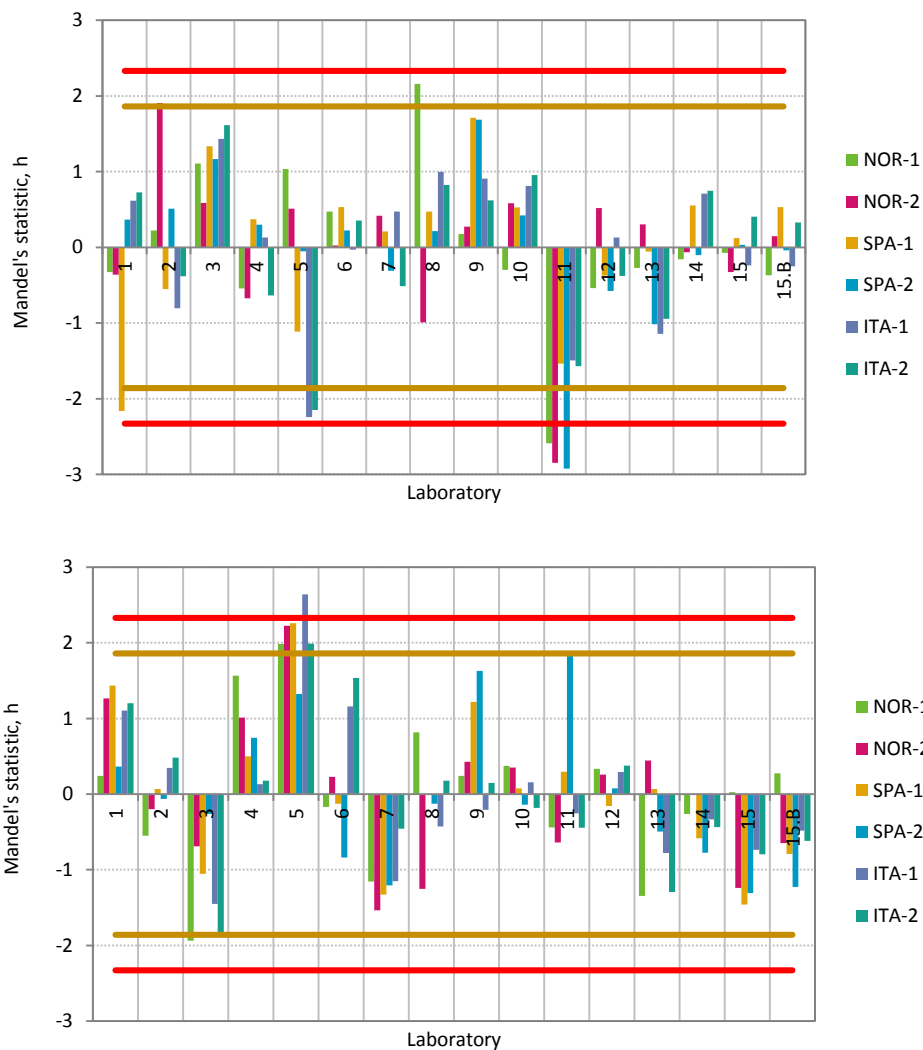 3
2
1
0
-1
-2
-3
Mandel's statistic, h
1
2
3
4
5
6
7
8
9
10
11
12
13
14
15
15.B
Laboratory
NOR-1
NOR-2
SPA-1
SPA-2
ITA-1
ITA-2
3
2
1
0
-1
-2
-3
Mandel's statistic, h
1
2
3
4
5
6
7
8
9
10
11
12
13
14
15
15.B
Laboratory
NOR-1
NOR-2
SPA-1
SPA-2
ITA-1
ITA-2